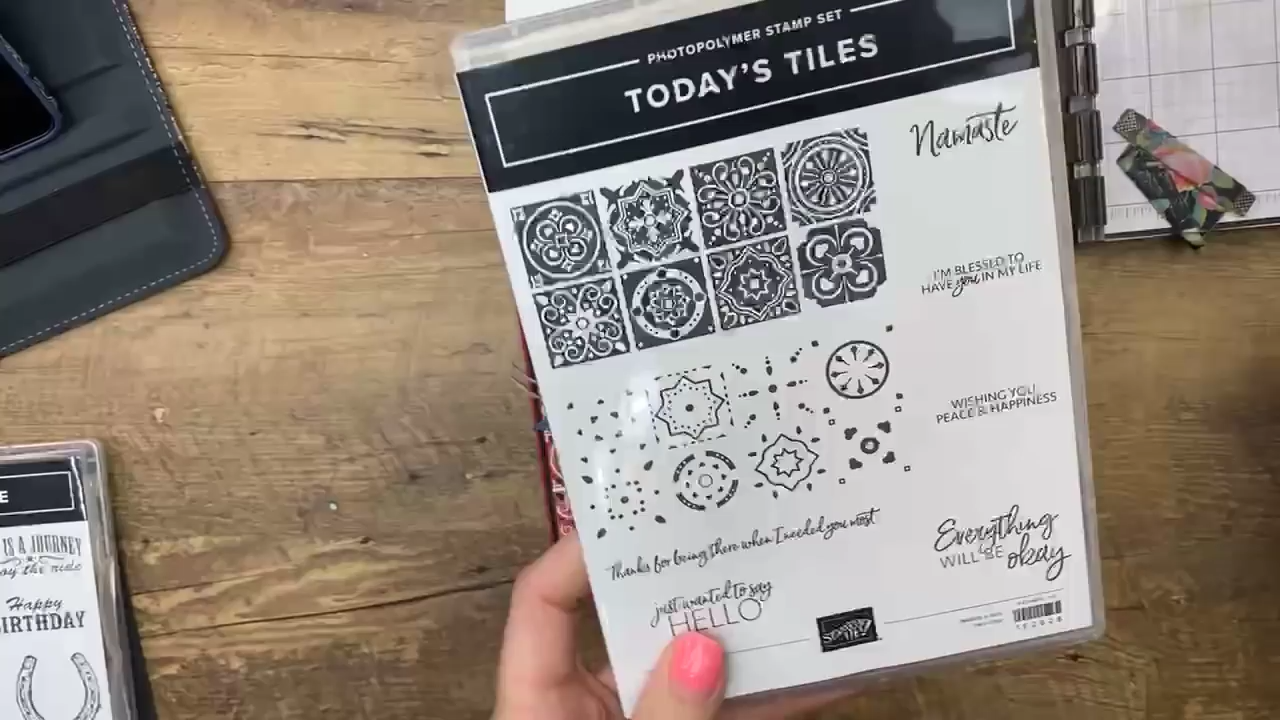 PHOTOPOLYMER STAMP SET
TODAY'S TILES
Namaste
I'M BLESSED TO
HAVE you IN MY LIFE
WISHING YOU
PEACE & HAPPINESS
Thanks for being there when I needed you most
just wanted to say
HELLO
Everything
WILL BE okay
E
IS A JOURNEY
the ride
Happy
BIRTHDAY